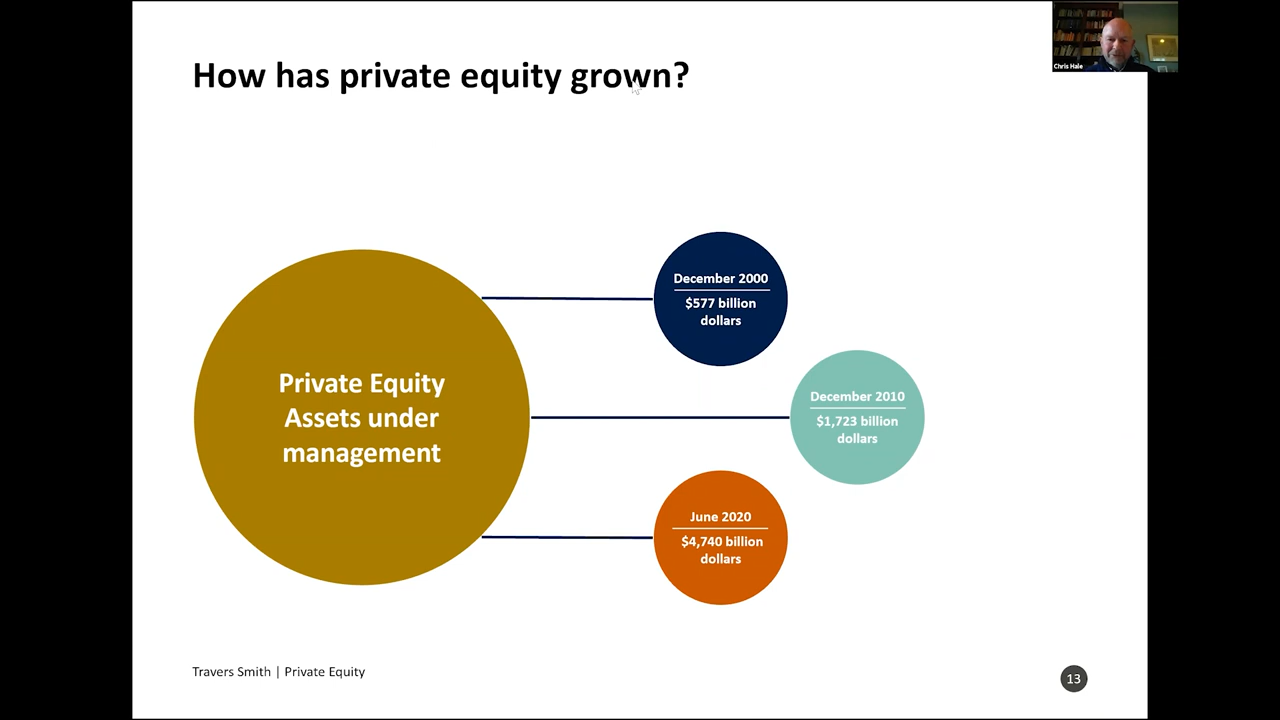 How has private equity grown?
Chris Hale
Private Equity
Assets under
management
December 2000
$577 billion
dollars
December 2010
$1,723 billion
dollars
June 2020
$4,740 billion
dollars
Travers Smith | Private Equity
13